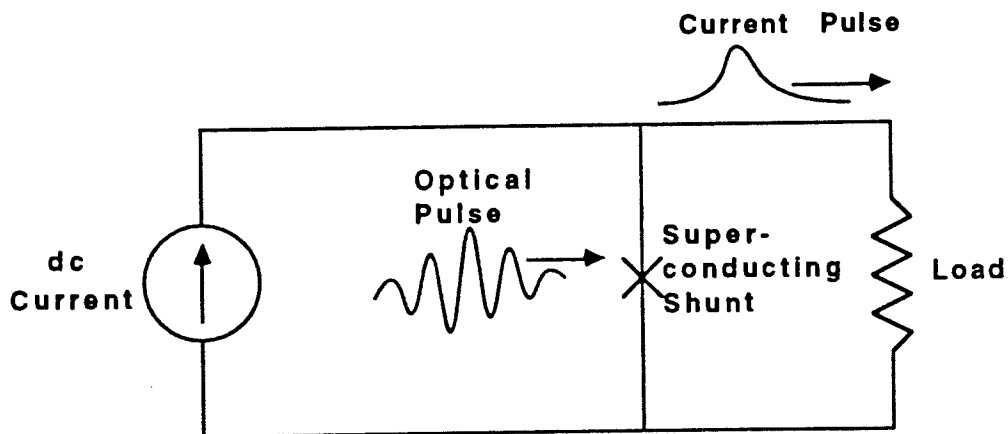 Current Pulse
Optical
Pulse
dc
Current
Super-
conducting
Shunt
Load